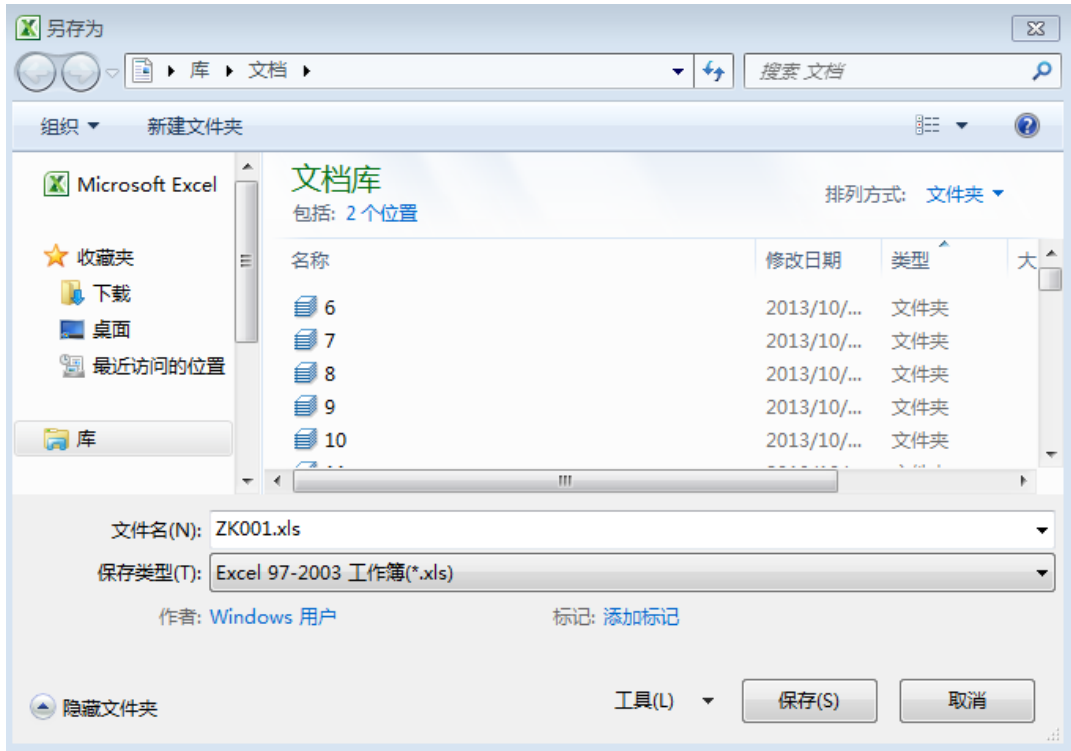 另存为
库 文档
搜索 文档
组织 新建文件夹
Microsoft Excel
收藏夹
下载
桌面
最近访问的位置
库
文档库
包括: 2 个位置
排列方式: 文件夹
名称 修改日期 类型 大
6 2013/10/... 文件夹
7 2013/10/... 文件夹
8 2013/10/... 文件夹
9 2013/10/... 文件夹
10 2013/10/... 文件夹
文件名(N): ZK001.xls
保存类型(T): Excel 97-2003 工作簿(*.xls)
作者: Windows 用户 标记: 添加标记
隐藏文件夹 工具(L) 保存(S) 取消